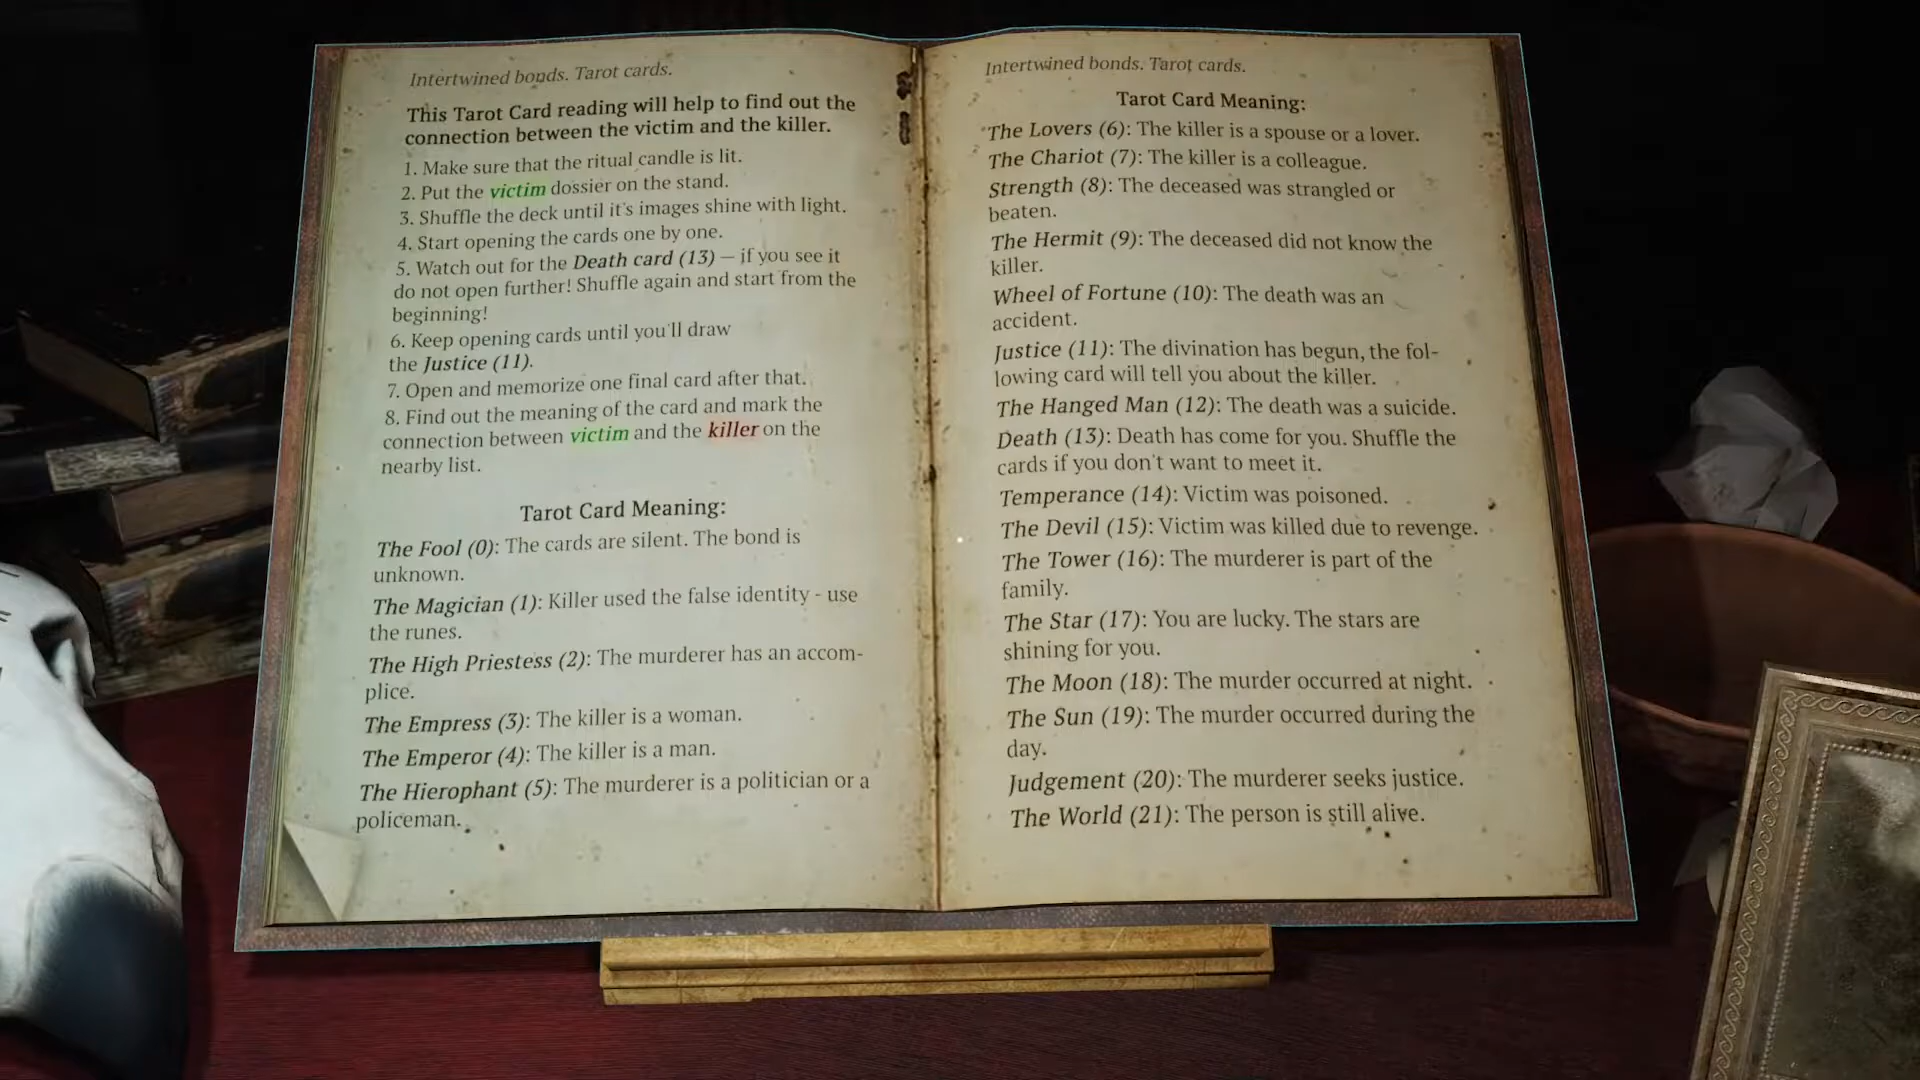 Intertwined bonds. Tarot cards.
This Tarot Card reading will help to find out the
connection between the victim and the killer.
1. Make sure that the ritual candle is lit.
2. Put the victim dossier on the stand.
3. Shuffle the deck until it's images shine with light.
4. Start opening the cards one by one.
5. Watch out for the Death card (13) – if you see it
do not open further! Shuffle again and start from the
beginning!
6. Keep opening cards until you'll draw
the Justice (11).
7. Open and memorize one final card after that.
8. Find out the meaning of the card and mark the
connection between victim and the killer on the
nearby list.
Tarot Card Meaning:
The Fool (0): The cards are silent. The bond is
unknown.
The Magician (1): Killer used the false identity - use
the runes.
The High Priestess (2): The murderer has an accom-
plice.
The Empress (3): The killer is a woman.
The Emperor (4): The killer is a man.
The Hierophant (5): The murderer is a politician or a
policeman.
Intertwined bonds. Tarot cards.
Tarot Card Meaning:
The Lovers (6): The killer is a spouse or a lover.
The Chariot (7): The killer is a colleague.
Strength (8): The deceased was strangled or
beaten.
The Hermit (9): The deceased did not know the
killer.
Wheel of Fortune (10): The death was an
accident.
Justice (11): The divination has begun, the fol-
lowing card will tell you about the killer.
The Hanged Man (12): The death was a suicide.
Death (13): Death has come for you. Shuffle the
cards if you don't want to meet it.
Temperance (14): Victim was poisoned.
The Devil (15): Victim was killed due to revenge.
The Tower (16): The murderer is part of the
family.
The Star (17): You are lucky. The stars are
shining for you.
The Moon (18): The murder occurred at night.
The Sun (19): The murder occurred during the
day.
Judgement (20): The murderer seeks justice.
The World (21): The person is still alive.